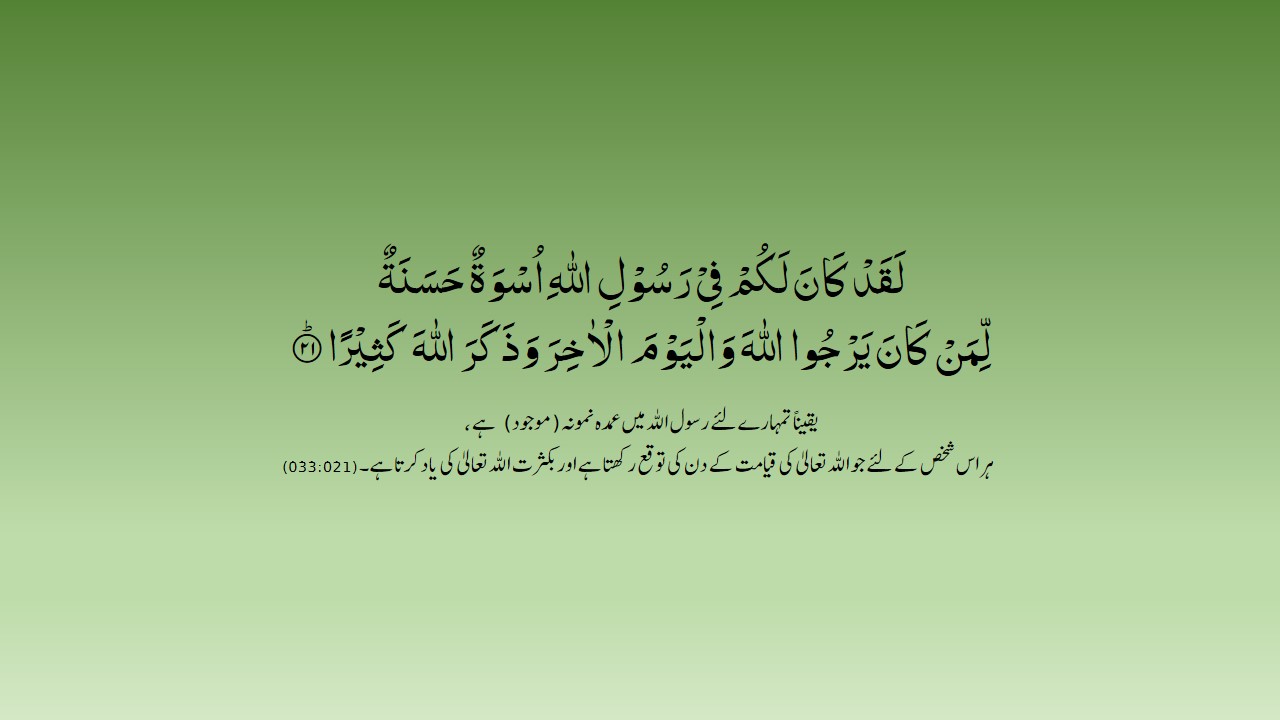 لَقَدْ كَانَ لَكُمْ فِیْ رَسُوْلِ اللّٰهِ اُسْوَةٌ حَسَنَةٌ
لِّمَنْ كَانَ یَرْجُوا اللّٰهَ وَالْیَوْمَ الْاٰخِرَ وَذَكَرَ اللّٰهَ كَثِیْرًا ۟ؕ۲۱
یقیناً تمہارے لئے رسول اللہ میں عمدہ نمونہ (موجود) ہے،
ہر اس شخص کے لئے جو اللہ تعالیٰ کی قیامت کے دن کی توقع رکھتا ہے اور بکثرت اللہ تعالیٰ کی یاد کرتا ہے۔ (033:021)